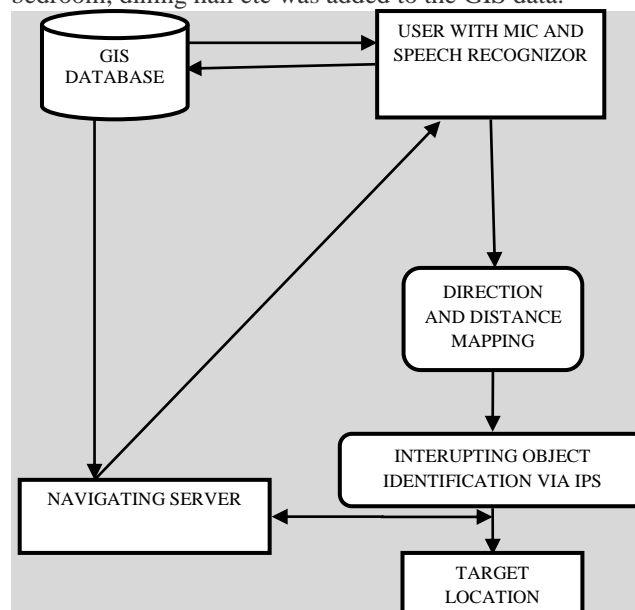 bedroom, dining hall etc was added to the GIS data.
GIS
DATABASE
USER WITH MIC AND
SPEECH RECOGNIZOR
DIRECTION
AND DISTANCE
MAPPING
INTERUPTING OBJECT
IDENTIFICATION VIA IPS
NAVIGATING SERVER
TARGET
LOCATION